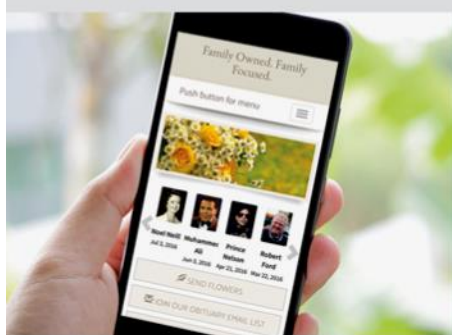 Family Owned. Family
Focused.
Push button for menu
Noel Neill
Jul 3, 2016
Muhammed
Ali
Jun 3, 2016
Prince
Nelson
Apr 21, 2016
Robert
Ford
Mar 22, 2016
SEND FLOWERS
JOIN OUR OBITUARY EMAIL LIST